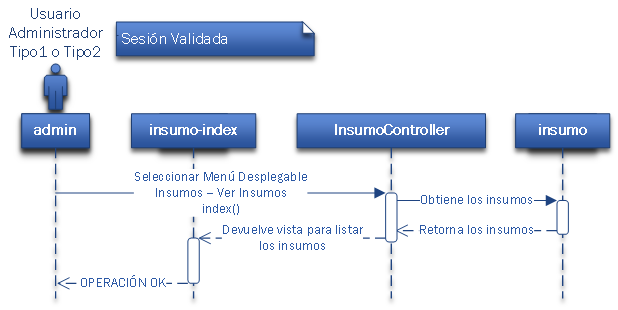 Usuario
Administrador
Tipo1 o Tipo2
Sesión Validada
admin
insumo-index
InsumoController
insumo
Seleccionar Menú Desplegable
Insumos – Ver Insumos
index()
Obtiene los insumos
Retorna los insumos
Devuelve vista para listar
los insumos
OPERACIÓN OK